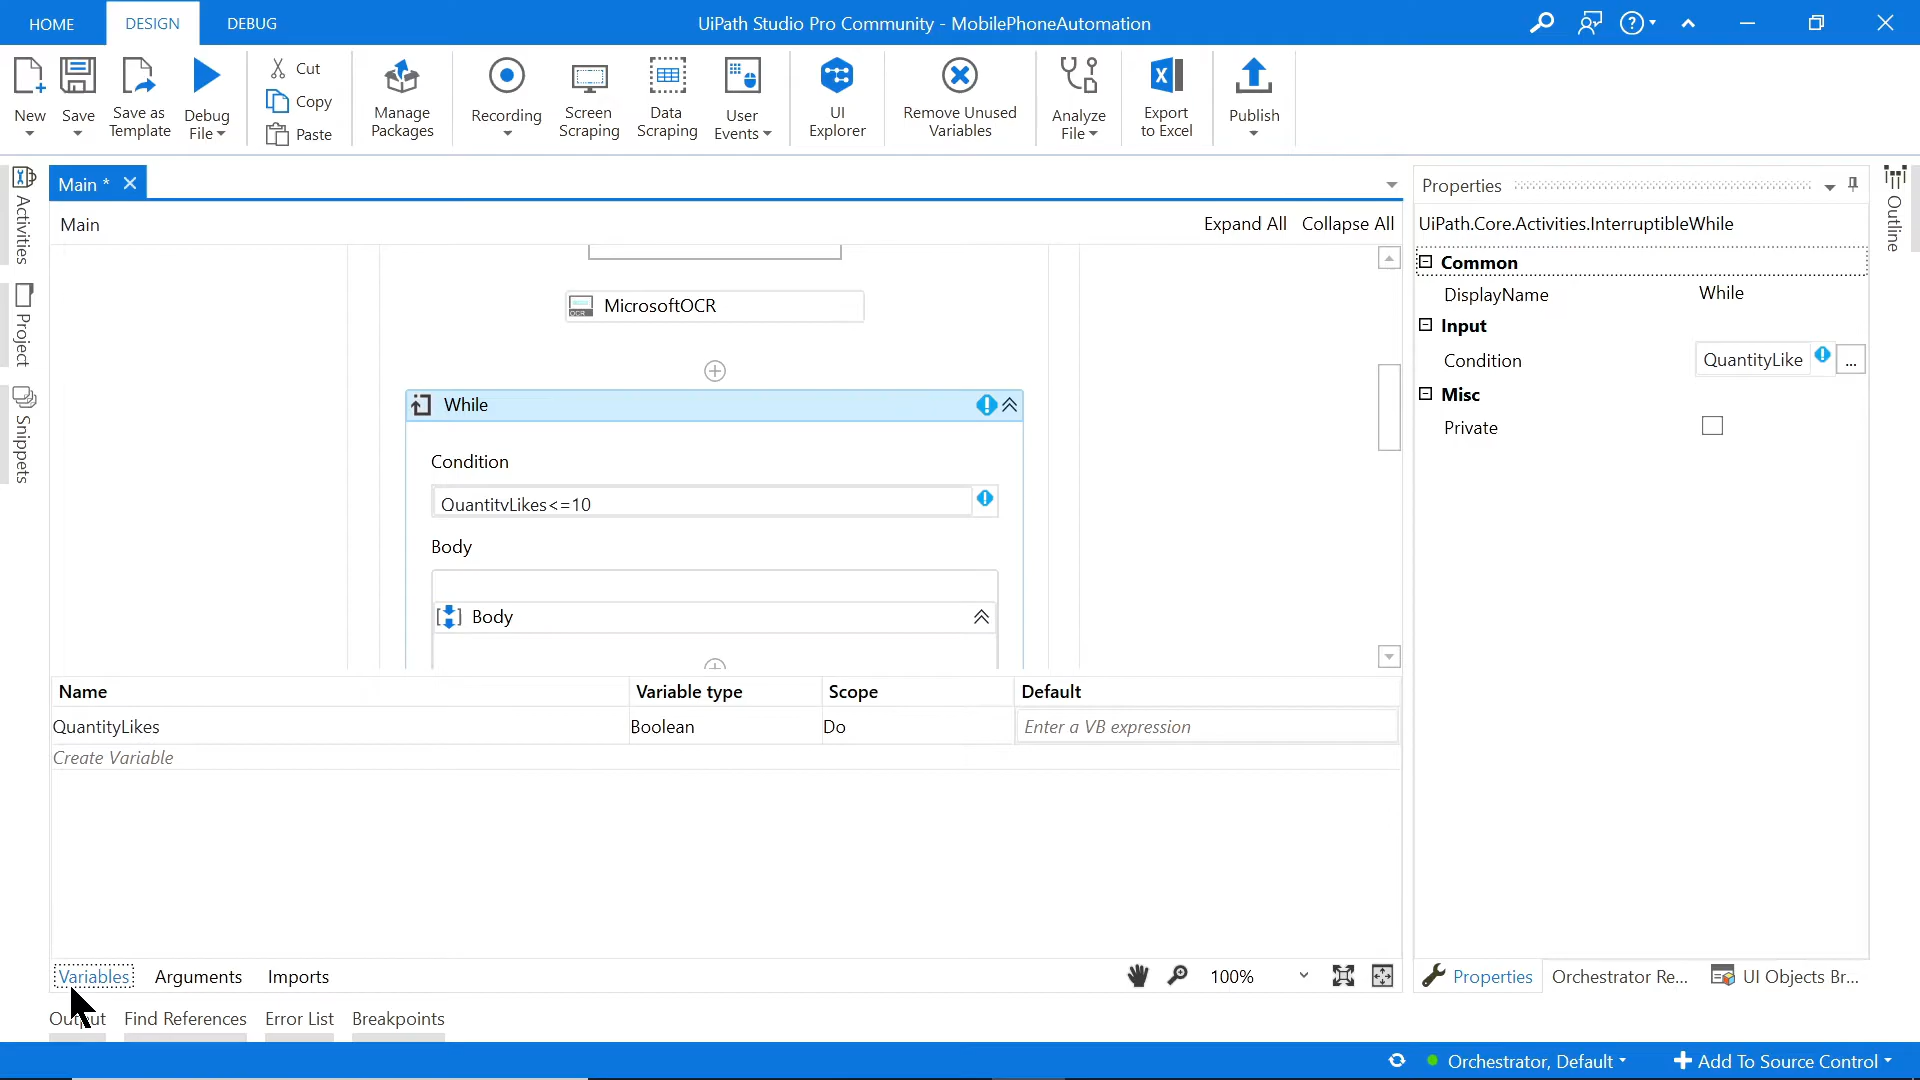 HOME
DESIGN
DEBUG
UiPath Studio Pro Community - MobilePhoneAutomation
New
Save
Save as
Template
Debug
File
Cut
Copy
Paste
Manage
Packages
Recording
Screen
Scraping
Data
Scraping
User
Events
UI
Explorer
Remove Unused
Variables
Analyze
File
Export
to Excel
Publish
Activities
Project
Snippets
Main *
Main
Expand All
Collapse All
OCR
MicrosoftOCR
While
Condition
QuantityLikes<=10
Body
Body
Name
Variable type
Scope
Default
QuantityLikes
Boolean
Do
Enter a VB expression
Create Variable
Variables
Arguments
Imports
100%
Output
Find References
Error List
Breakpoints
Properties
UiPath.Core.Activities.InterruptibleWhile
Common
DisplayName
While
Input
Condition
QuantityLike
...
Misc
Private
Outline
Properties
Orchestrator Re...
UI Objects Br...
Orchestrator, Default
Add To Source Control